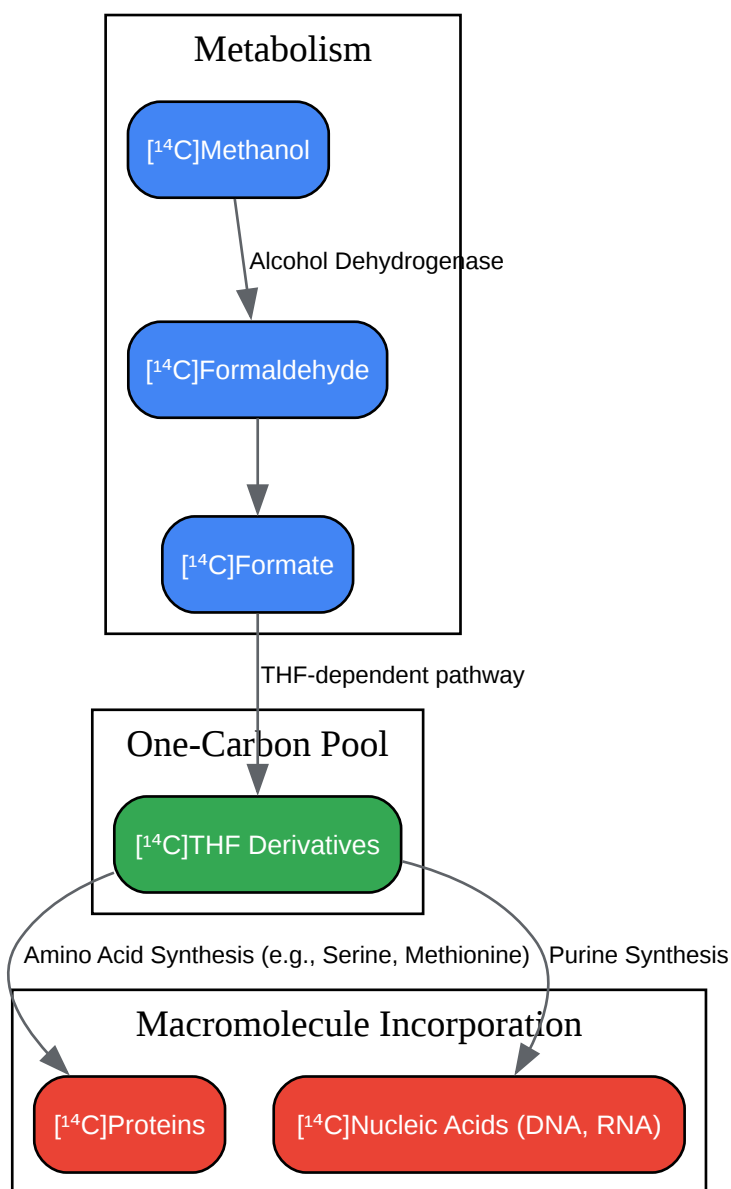 Metabolism
[¹⁴C]Methanol
Alcohol Dehydrogenase
[¹⁴C]Formaldehyde
[¹⁴C]Formate
THF-dependent pathway
One-Carbon Pool
[¹⁴C]THF Derivatives
Amino Acid Synthesis (e.g., Serine, Methionine)
Purine Synthesis
Macromolecule Incorporation
[¹⁴C]Proteins
[¹⁴C]Nucleic Acids (DNA, RNA)